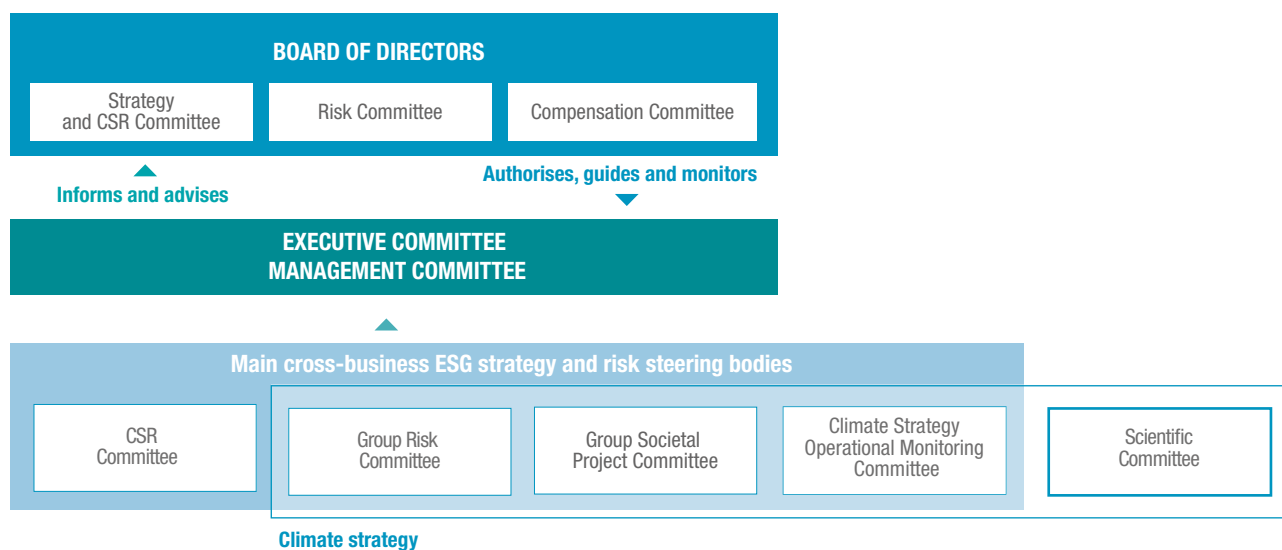 BOARD OF DIRECTORS
Strategy
and CSR Committee
Risk Committee
Compensation Committee
Informs and advises
Authorises, guides and monitors
EXECUTIVE COMMITTEE
MANAGEMENT COMMITTEE
Main cross-business ESG strategy and risk steering bodies
CSR
Committee
Group Risk
Committee
Group Societal
Project Committee
Climate Strategy
Operational Monitoring
Committee
Scientific
Committee
Climate strategy